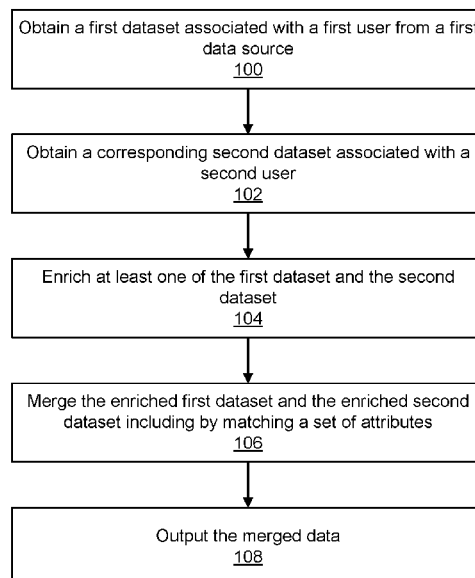 Obtain a first dataset associated with a first user from a first
data source
100
Obtain a corresponding second dataset associated with a
second user
102
Enrich at least one of the first dataset and the second
dataset
104
Merge the enriched first dataset and the enriched second
dataset including by matching a set of attributes
106
Output the merged data
108